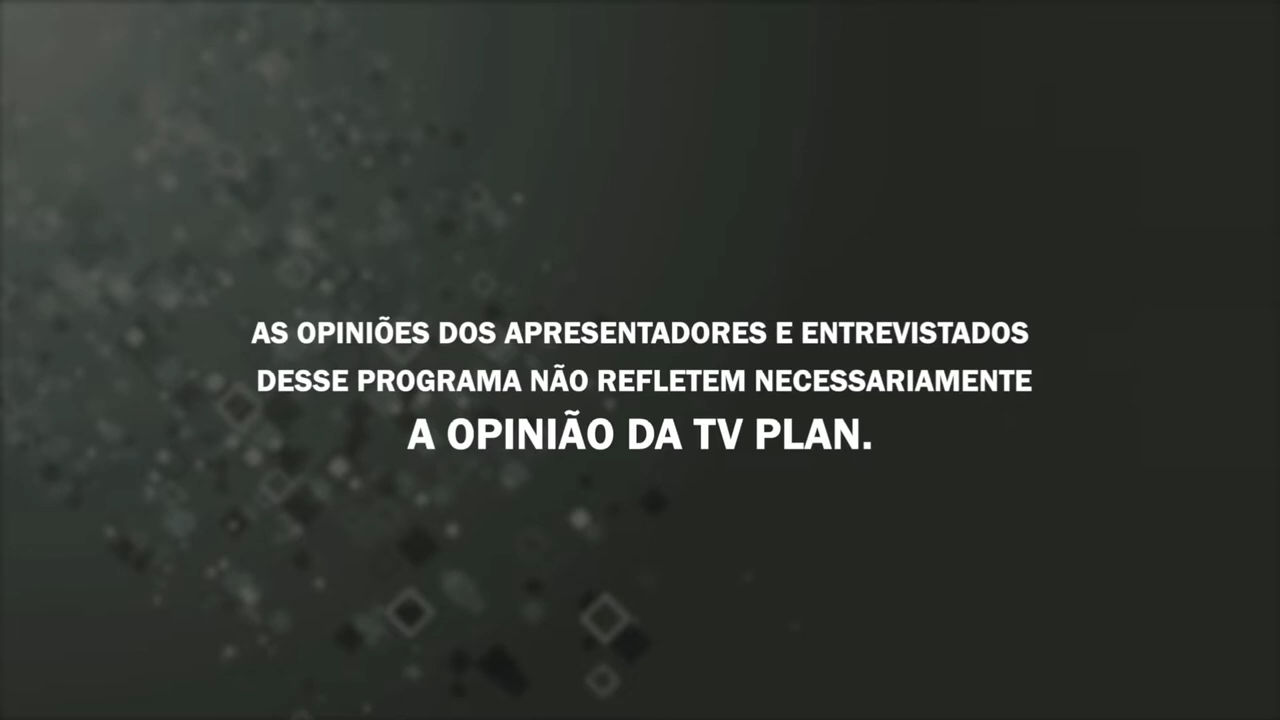 AS OPINIÕES DOS APRESENTADORES E ENTREVISTADOS
DESSE PROGRAMA NÃO REFLETEM NECESSARIAMENTE
A OPINIÃO DA TV PLAN.